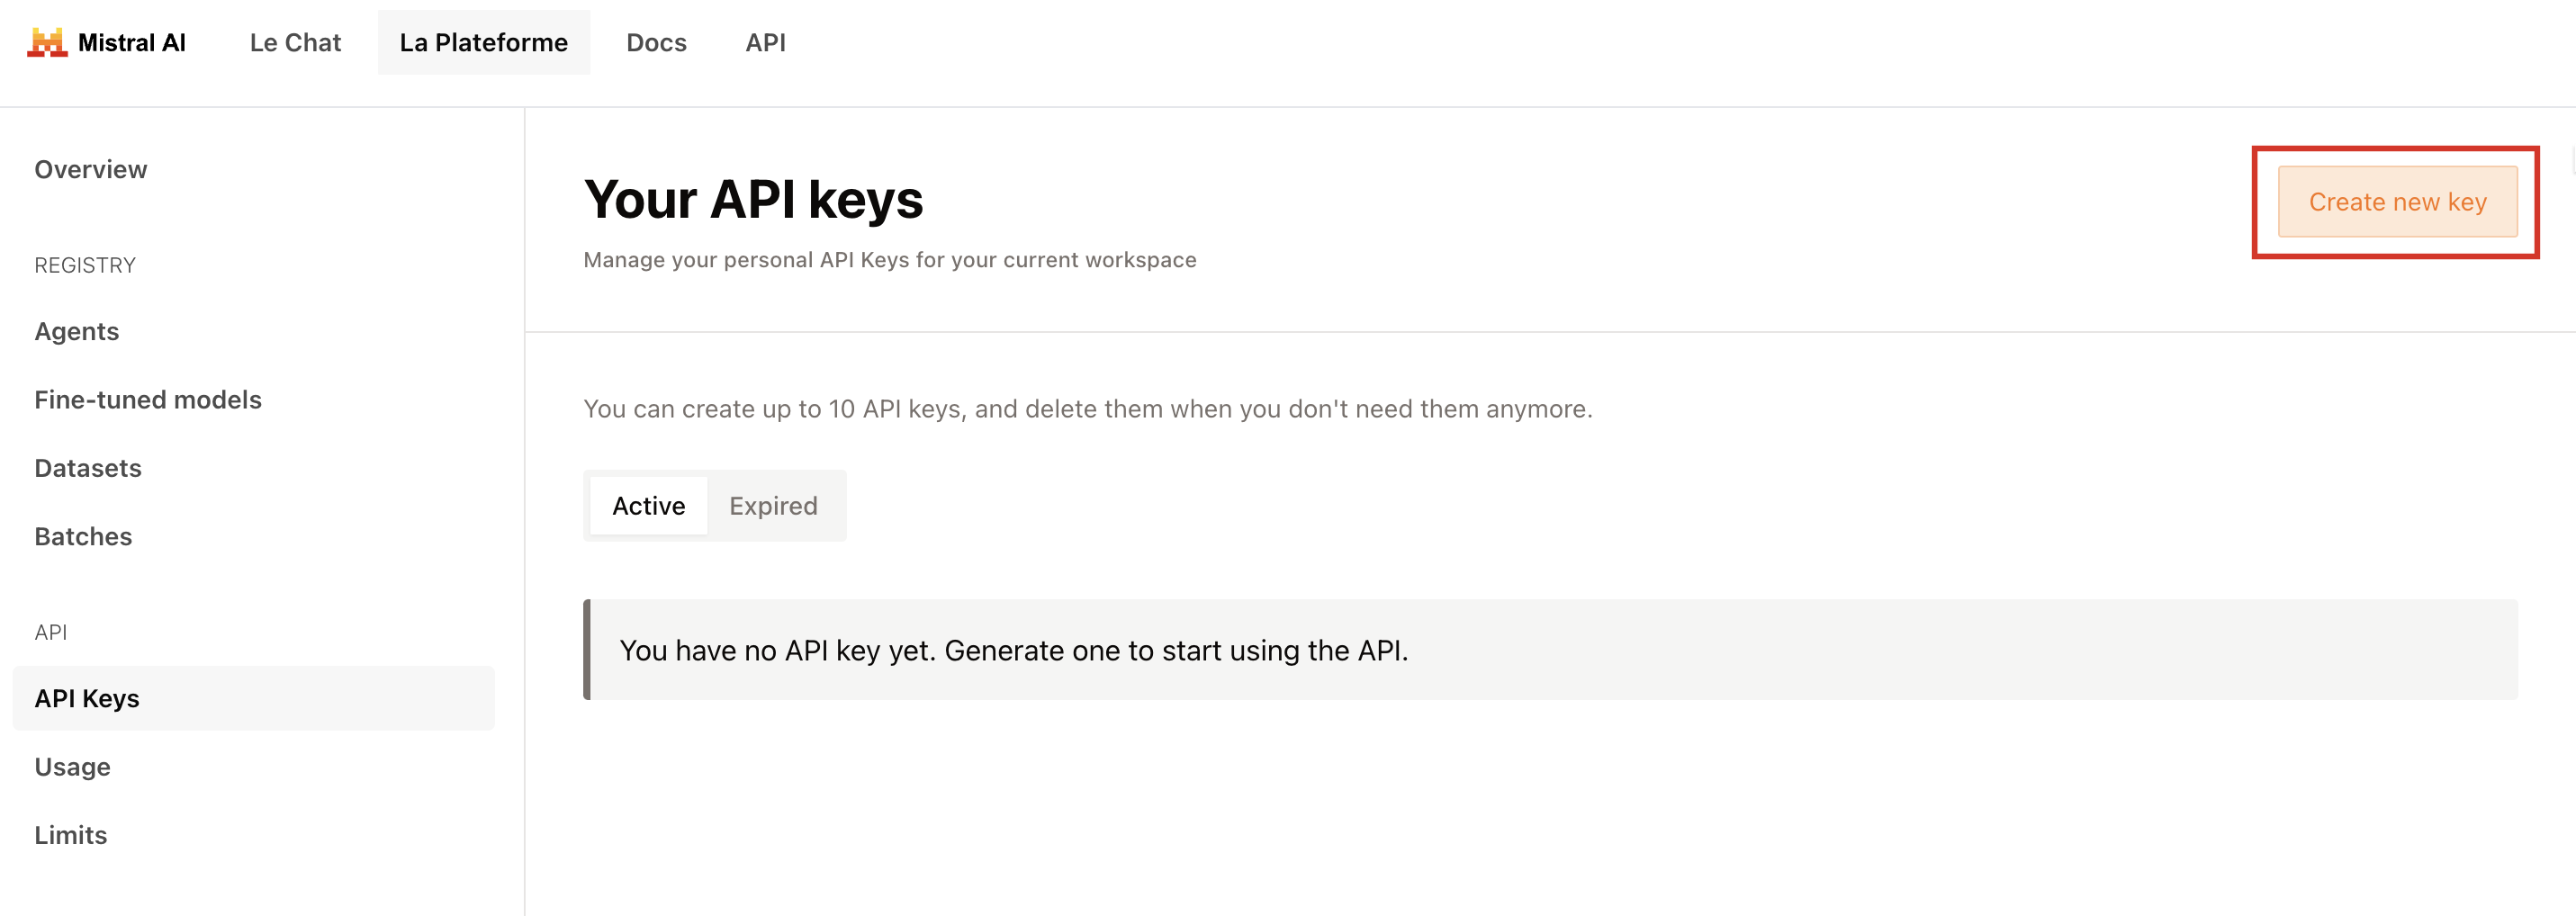 Mistral AI Le Chat La Plateforme Docs API
Overview
REGISTRY
Agents
Fine-tuned models
Datasets
Batches
API
API Keys
Usage
Limits
Your API keys
Create new key
Manage your personal API Keys for your current workspace
You can create up to 10 API keys, and delete them when you don't need them anymore.
Active Expired
You have no API key yet. Generate one to start using the API.